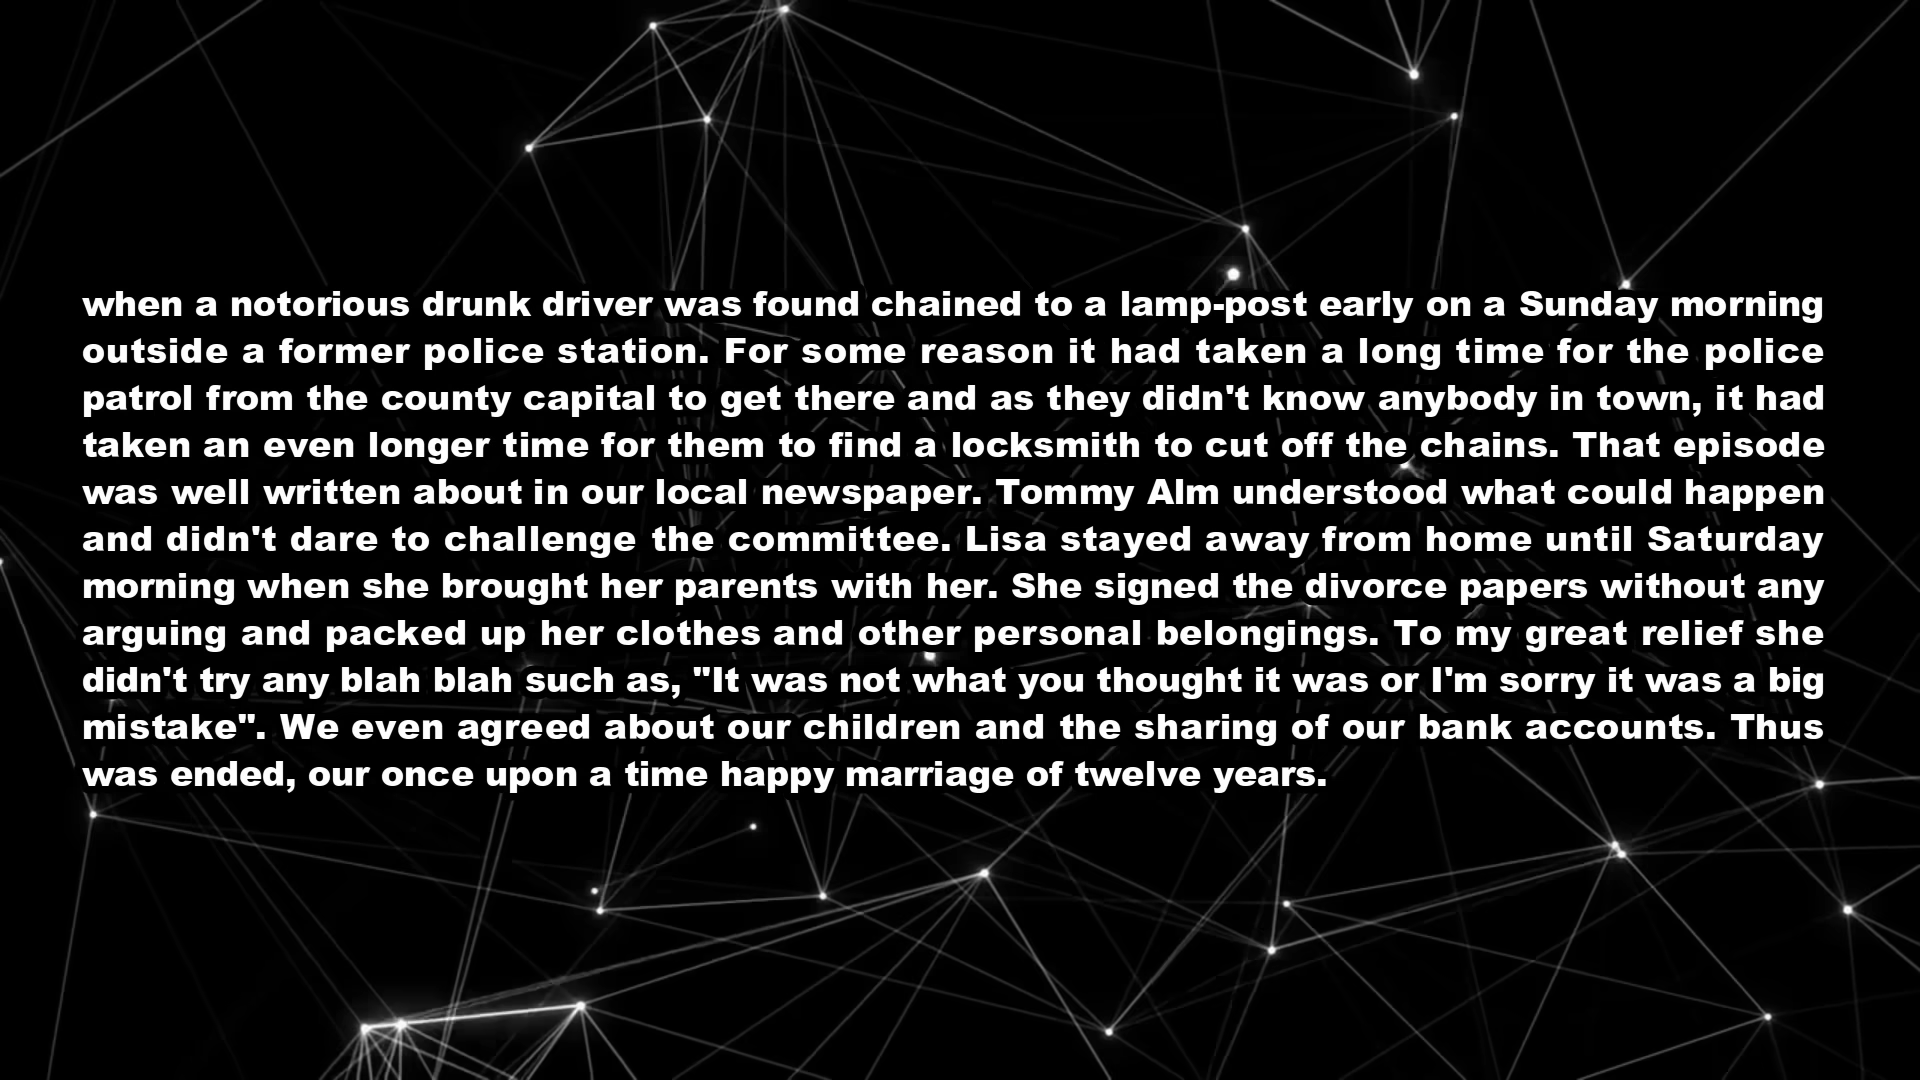 when a notorious drunk driver was found chained to a lamp-post early on a Sunday morning
outside a former police station. For some reason it had taken a long time for the police
patrol from the county capital to get there and as they didn't know anybody in town, it had
taken an even longer time for them to find a locksmith to cut off the chains. That episode
was well written about in our local newspaper. Tommy Alm understood what could happen
and didn't dare to challenge the committee. Lisa stayed away from home until Saturday
morning when she brought her parents with her. She signed the divorce papers without any
arguing and packed up her clothes and other personal belongings. To my great relief she
didn't try any blah blah such as, "It was not what you thought it was or I'm sorry it was a big
mistake". We even agreed about our children and the sharing of our bank accounts. Thus
was ended, our once upon a time happy marriage of twelve years.